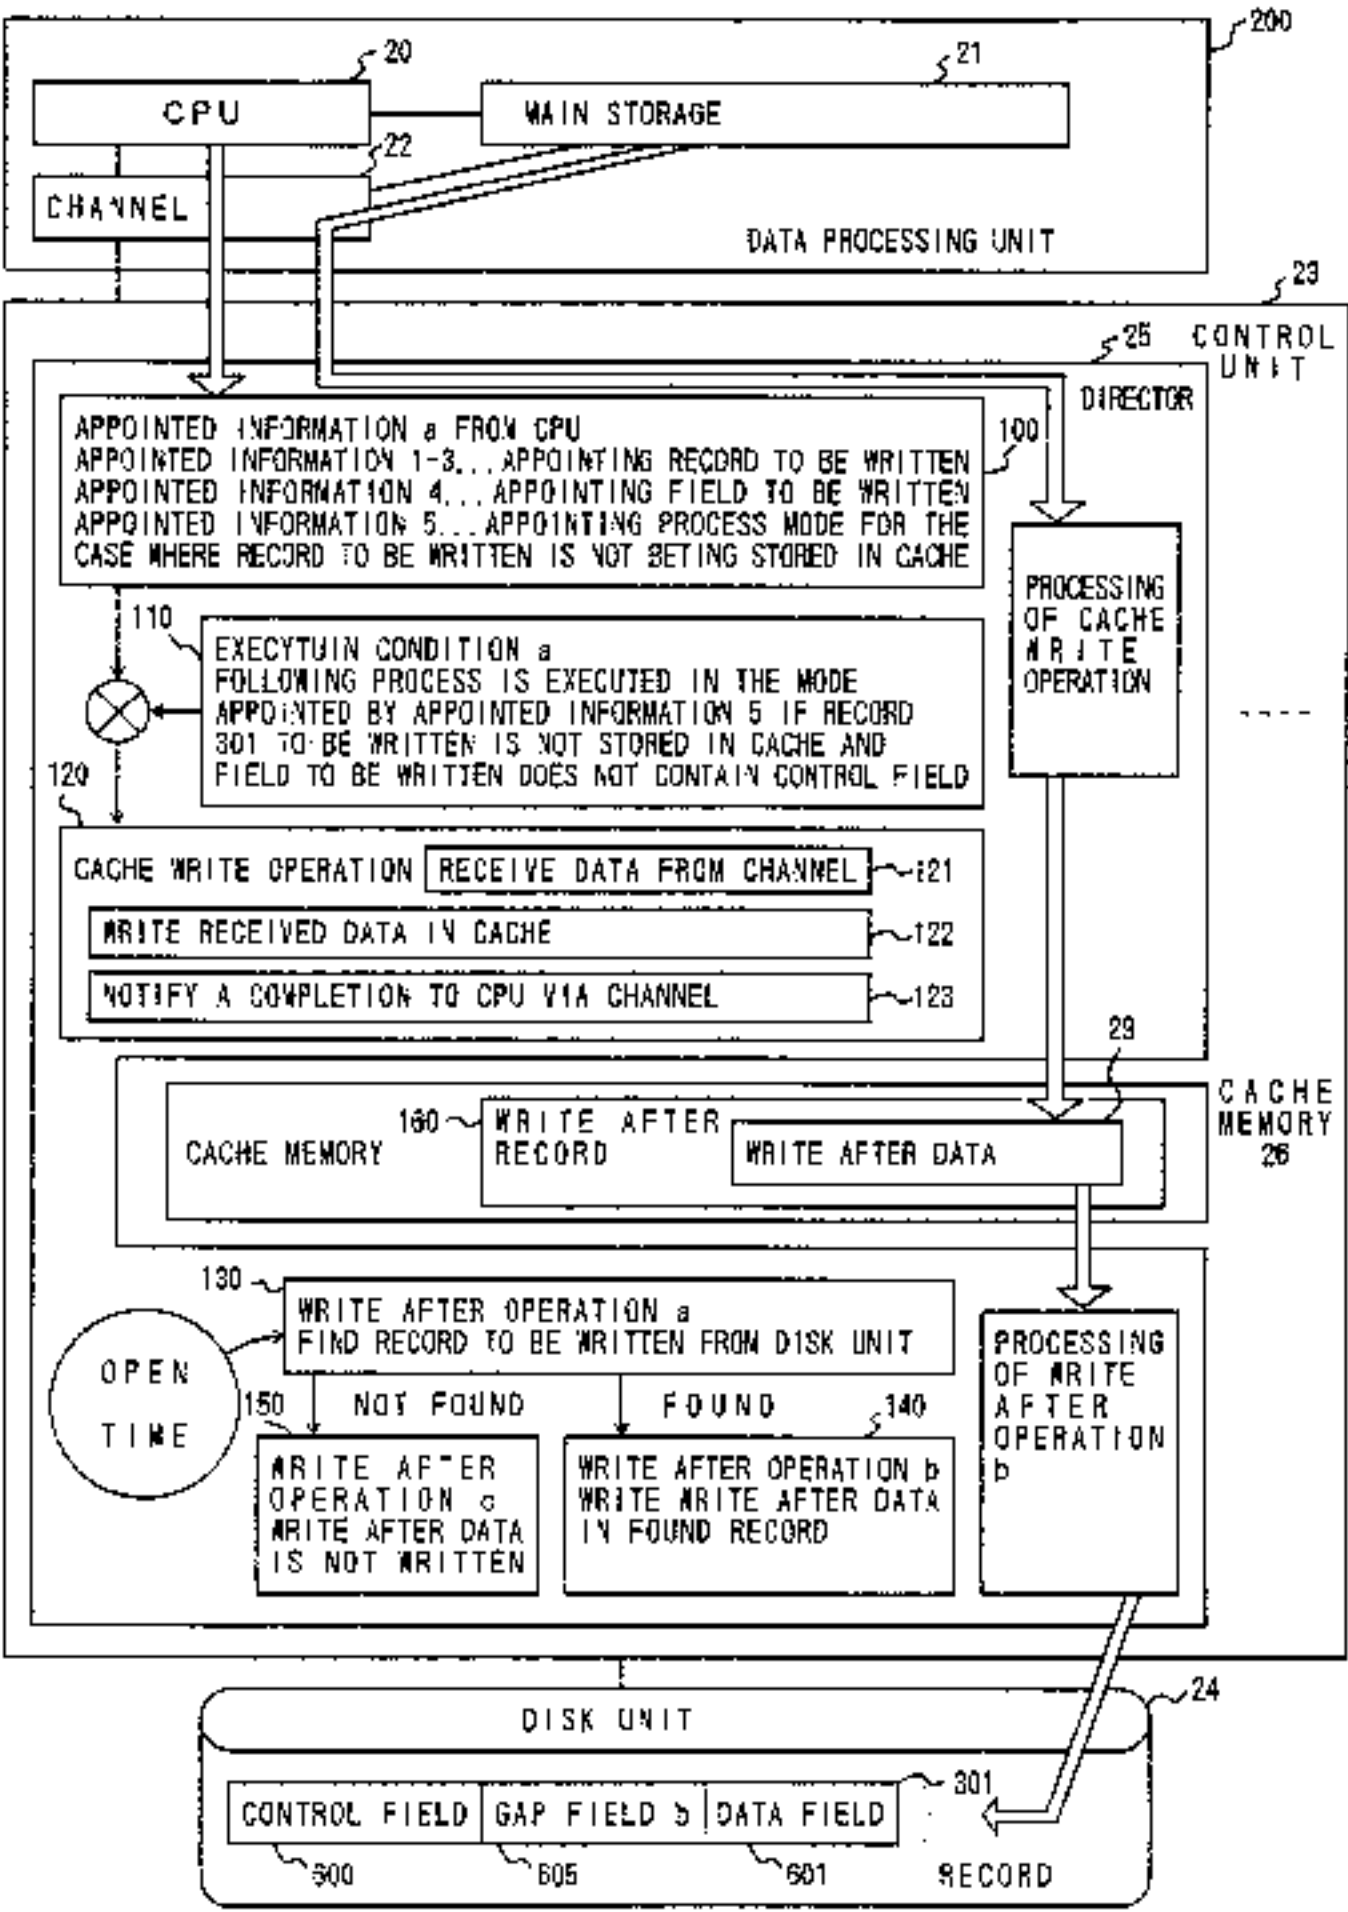 200
20
21
CPU
MAIN STORAGE
22
CHANNEL
DATA PROCESSING UNIT
23
25
CONTROL
UNIT
DIRECTOR
APPOINTED INFORMATION a FROM CPU
100
APPOINTED INFORMATION 1-3... APPOINTING RECORD TO BE WRITTEN
APPOINTED INFORMATION 4... APPOINTING FIELD TO BE WRITTEN
APPOINTED INFORMATION 5... APPOINTING PROCESS MODE FOR THE
CASE WHERE RECORD TO BE WRITTEN IS NOT BETING STORED IN CACHE
PROCESSING
OF CACHE
WRITE
OPERATION
110
EXECYTUIN CONDITION a
FOLLOWING PROCESS IS EXECUTED IN THE MODE
APPOINTED BY APPOINTED INFORMATION 5 IF RECORD
301 TO BE WRITTEN IS NOT STORED IN CACHE AND
FIELD TO BE WRITTEN DOES NOT CONTAIN CONTROL FIELD
120
CACHE WRITE OPERATION
RECEIVE DATA FROM CHANNEL
121
WRITE RECEIVED DATA IN CACHE
122
NOTIFY A COMPLETION TO CPU VIA CHANNEL
123
29
CACHE
MEMORY
26
160
WRITE AFTER
RECORD
CACHE MEMORY
WRITE AFTER DATA
130
WRITE AFTER OPERATION a
FIND RECORD TO BE WRITTEN FROM DISK UNIT
OPEN
TIME
PROCESSING
OF WRITE
AFTER
OPERATION
b
150
NOT FOUND
FOUND
140
WRITE AFTER
OPERATION c
WRITE AFTER DATA
IS NOT WRITTEN
WRITE AFTER OPERATION b
WRITE WRITE AFTER DATA
IN FOUND RECORD
24
DISK UNIT
301
CONTROL FIELD
GAP FIELD b
DATA FIELD
600
605
601
RECORD